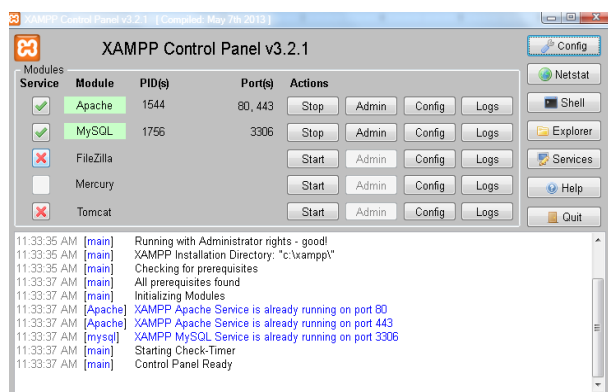 XAMPP Control Panel v3.2.1 [ Compiled: May 7th 2013 ]
XAMPP Control Panel v3.2.1
Config
Modules
Service Module PID(s) Port(s) Actions
Netstat
Apache 1544 80, 443 Stop Admin Config Logs
Shell
MySQL 1756 3306 Stop Admin Config Logs
Explorer
FileZilla Start Admin Config Logs
Services
Mercury Start Admin Config Logs
Help
Tomcat Start Admin Config Logs
Quit
11:33:35 AM [main] Running with Administrator rights - good!
11:33:35 AM [main] XAMPP Installation Directory: "c:\xampp\"
11:33:35 AM [main] Checking for prerequisites
11:33:37 AM [main] All prerequisites found
11:33:37 AM [main] Initializing Modules
11:33:37 AM [Apache] XAMPP Apache Service is already running on port 80
11:33:37 AM [Apache] XAMPP Apache Service is already running on port 443
11:33:37 AM [mysql] XAMPP MySQL Service is already running on port 3306
11:33:37 AM [main] Starting Check-Timer
11:33:37 AM [main] Control Panel Ready